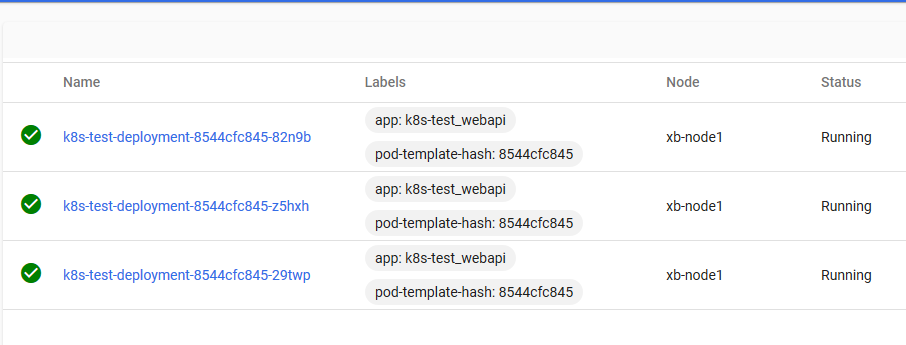 Name Labels Node Status
app: k8s-test_webapi
k8s-test-deployment-8544cfc845-82n9b xb-node1 Running
pod-template-hash: 8544cfc845
app: k8s-test_webapi
k8s-test-deployment-8544cfc845-z5hxh xb-node1 Running
pod-template-hash: 8544cfc845
app: k8s-test_webapi
k8s-test-deployment-8544cfc845-29twp xb-node1 Running
pod-template-hash: 8544cfc845